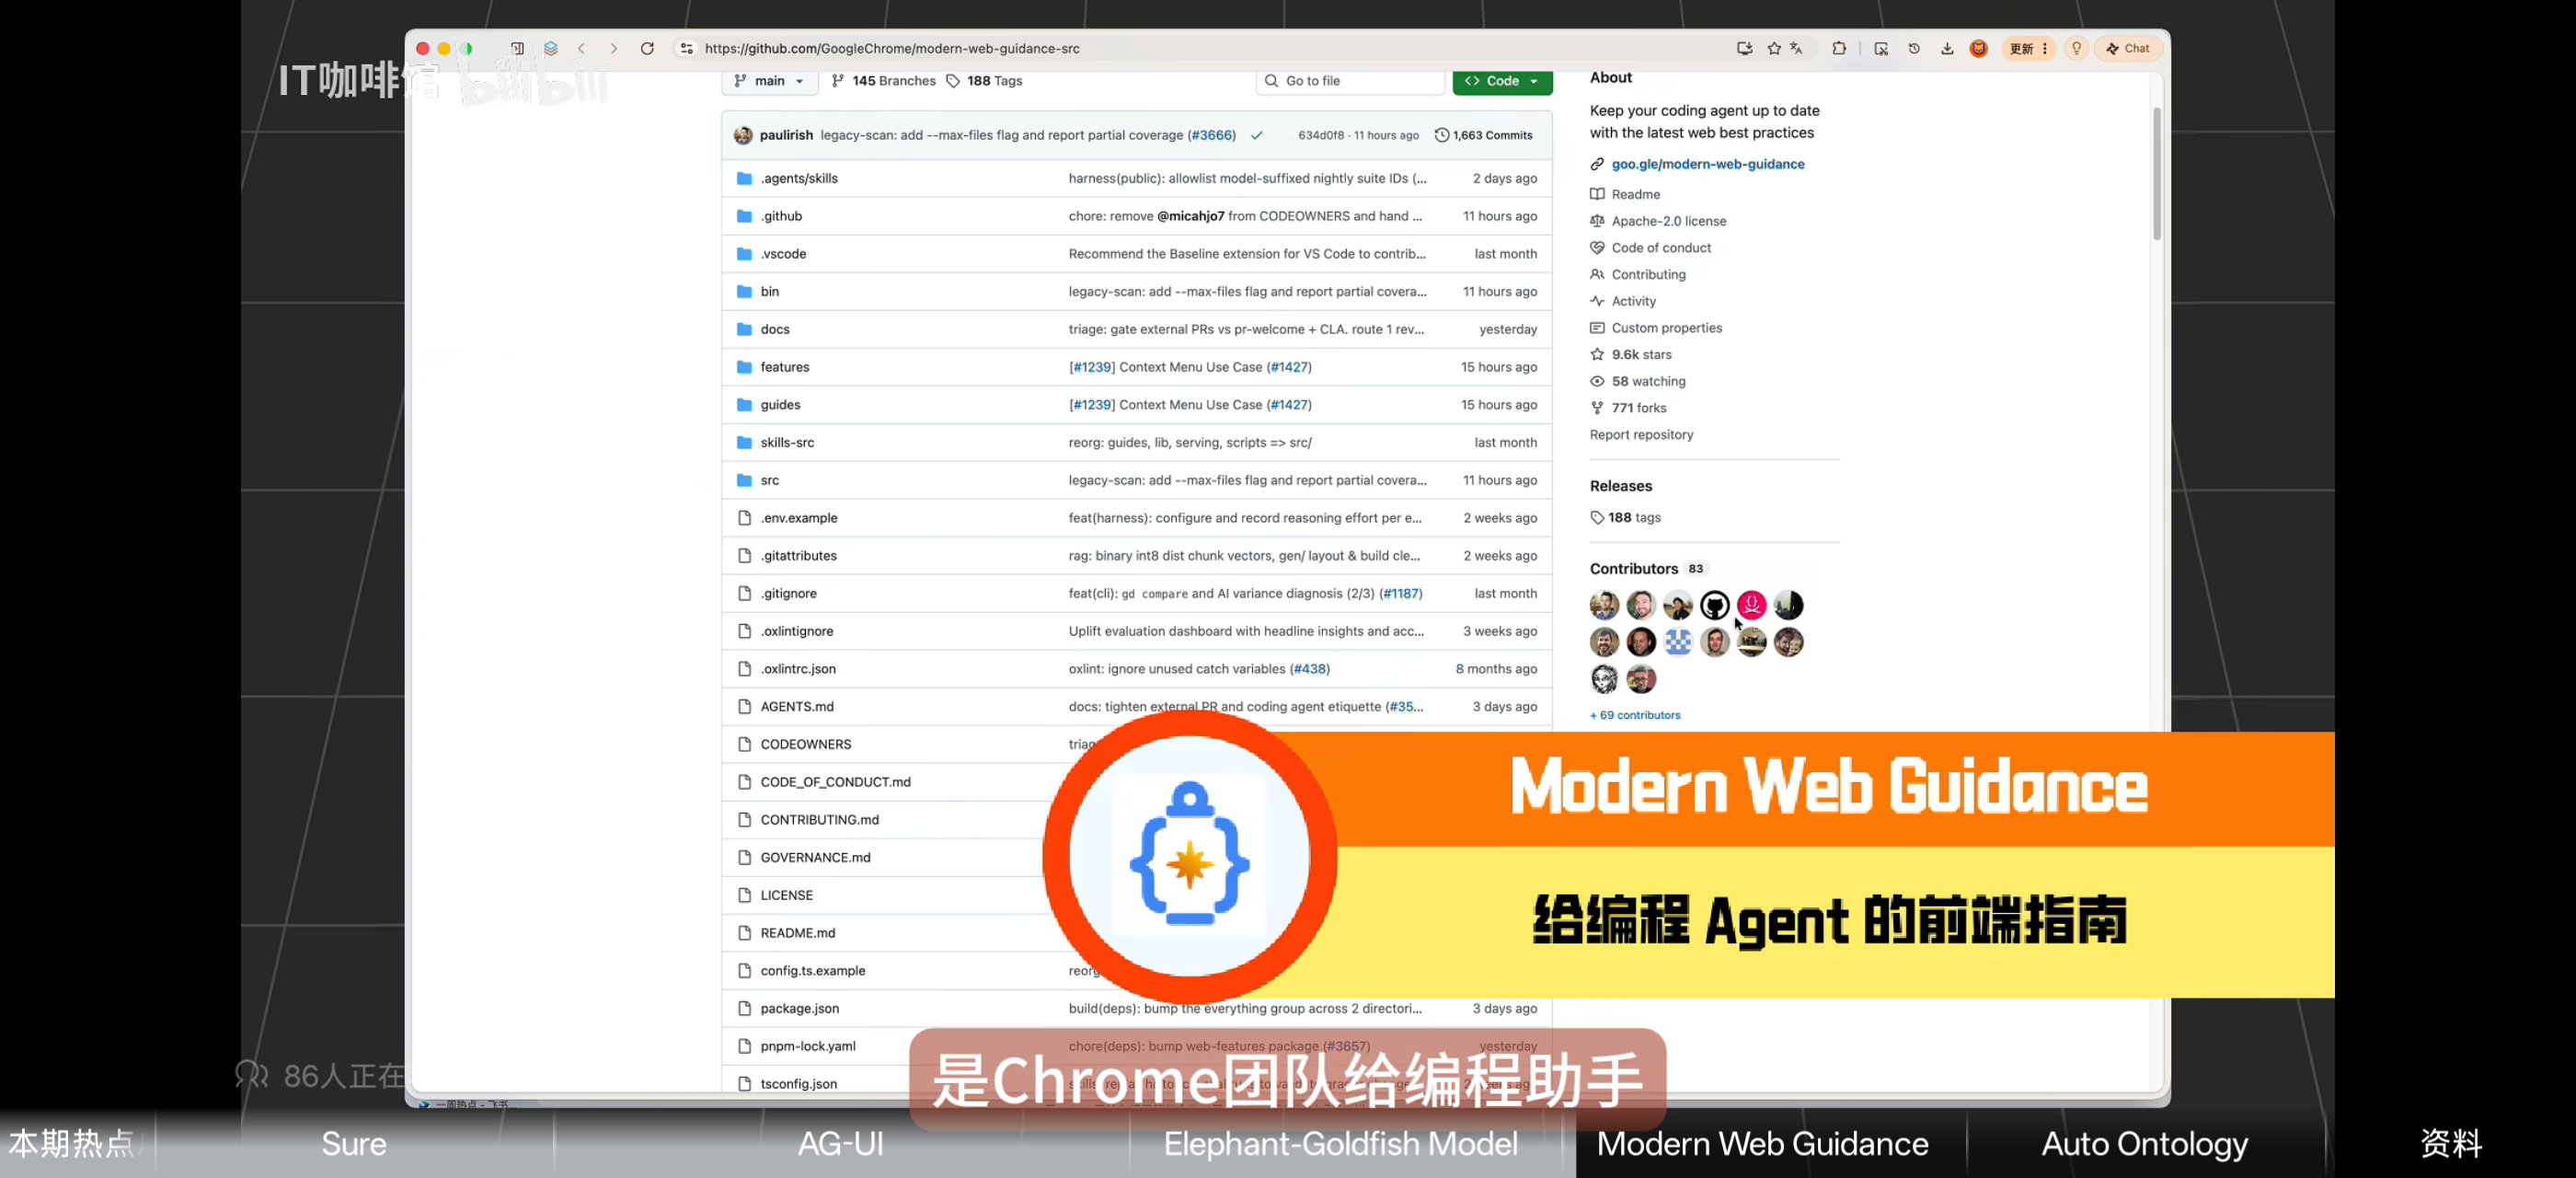 https://github.com/GoogleChrome/modern-web-guidance-src
更新
Chat
IT咖啡馆
bilibili
main
145 Branches
188 Tags
Go to file
Code
paulirish legacy-scan: add --max-files flag and report partial coverage (#3666)
634d0f8 · 11 hours ago
1,663 Commits
.agents/skills harness(public): allowlist model-suffixed nightly suite IDs (... 2 days ago
.github chore: remove @micahjo7 from CODEOWNERS and hand ... 11 hours ago
.vscode Recommend the Baseline extension for VS Code to contrib... last month
bin legacy-scan: add --max-files flag and report partial covera... 11 hours ago
docs triage: gate external PRs vs pr-welcome + CLA. route 1 rev... yesterday
features [#1239] Context Menu Use Case (#1427) 15 hours ago
guides [#1239] Context Menu Use Case (#1427) 15 hours ago
skills-src reorg: guides, lib, serving, scripts => src/ last month
src legacy-scan: add --max-files flag and report partial covera... 11 hours ago
.env.example feat(harness): configure and record reasoning effort per e... 2 weeks ago
.gitattributes rag: binary int8 dist chunk vectors, gen/ layout & build cle... 2 weeks ago
.gitignore feat(cli): gd compare and AI variance diagnosis (2/3) (#1187) last month
.oxlintignore Uplift evaluation dashboard with headline insights and acc... 3 weeks ago
.oxlintrc.json oxlint: ignore unused catch variables (#438) 8 months ago
AGENTS.md docs: tighten external PR and coding agent etiquette (#35... 3 days ago
CODEOWNERS
CODE_OF_CONDUCT.md
CONTRIBUTING.md
GOVERNANCE.md
LICENSE
README.md
config.ts.example
package.json build(deps): bump the everything group across 2 directori... 3 days ago
pnpm-lock.yaml chore(deps): bump web-features package (#3657) yesterday
tsconfig.json
About
Keep your coding agent up to date
with the latest web best practices
goo.gle/modern-web-guidance
Readme
Apache-2.0 license
Code of conduct
Contributing
Activity
Custom properties
9.6k stars
58 watching
771 forks
Report repository
Releases
188 tags
Contributors 83
+ 69 contributors
Modern Web Guidance
给编程 Agent 的前端指南
是Chrome团队给编程助手
86人正在
本期热点
Sure
AG-UI
Elephant-Goldfish Model
Modern Web Guidance
Auto Ontology
资料